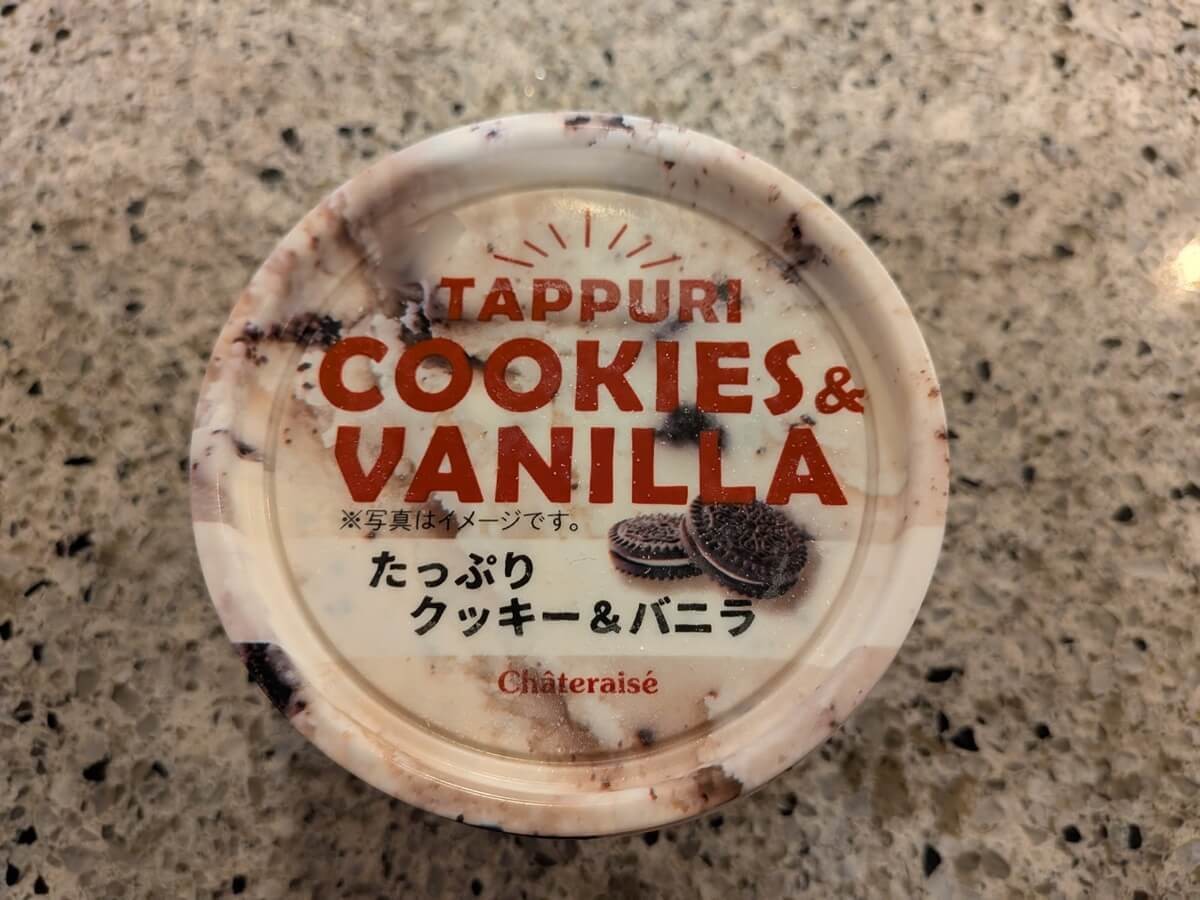 TAPPURI
COOKIES &
VANILLA
※写真はイメージです。
たっぷり
クッキー&バニラ
Châteraisé